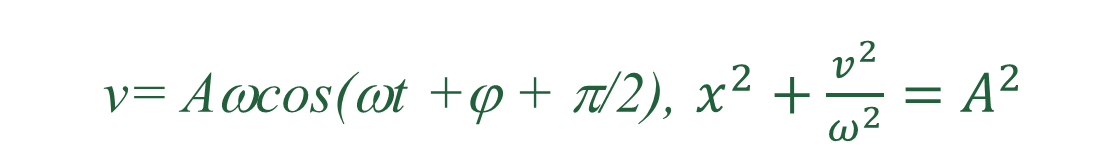 v= Aωcos(ωt +φ + π/2), x² + v²/ω² = A²